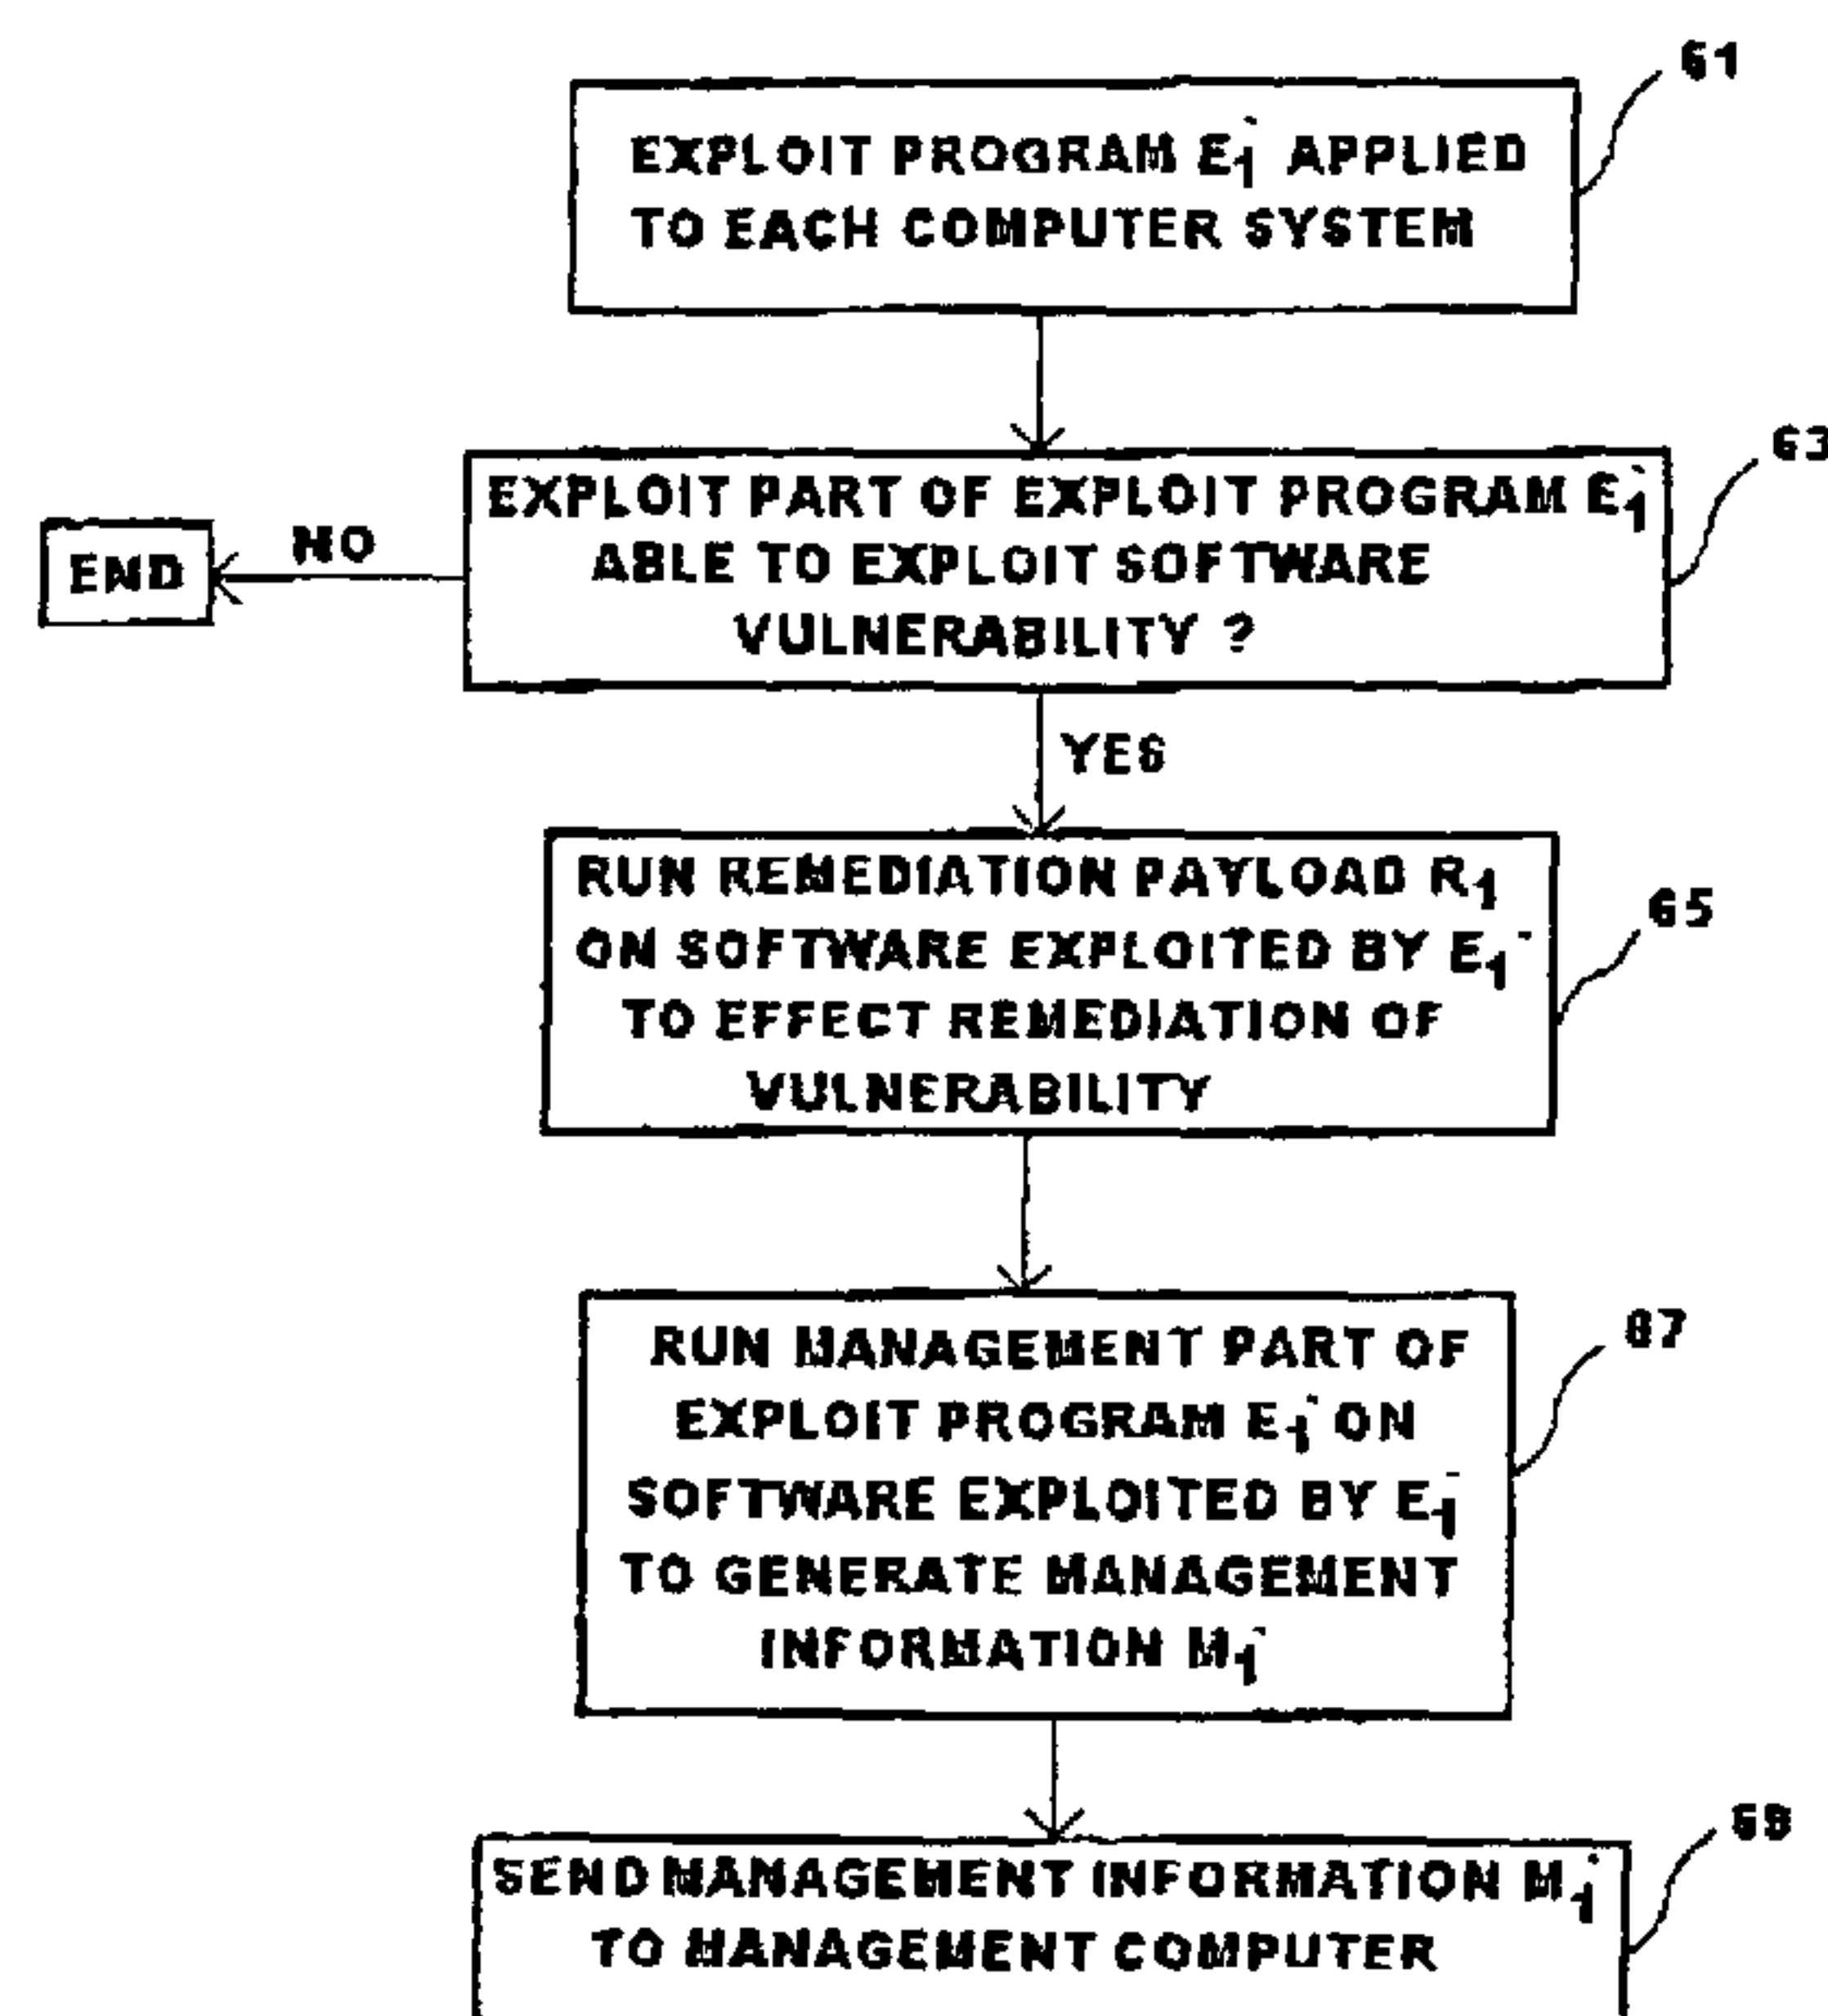 61
EXPLOIT PROGRAM E1' APPLIED
TO EACH COMPUTER SYSTEM
63
EXPLOIT PART OF EXPLOIT PROGRAM E1'
ABLE TO EXPLOIT SOFTWARE
VULNERABILITY ?
NO
END
YES
RUN REMEDIATION PAYLOAD R1
ON SOFTWARE EXPLOITED BY E1'
TO EFFECT REMEDIATION OF
VULNERABILITY
65
RUN MANAGEMENT PART OF
EXPLOIT PROGRAM E1' ON
SOFTWARE EXPLOITED BY E1'
TO GENERATE MANAGEMENT
INFORMATION M1'
67
SEND MANAGEMENT INFORMATION M1'
TO MANAGEMENT COMPUTER
69